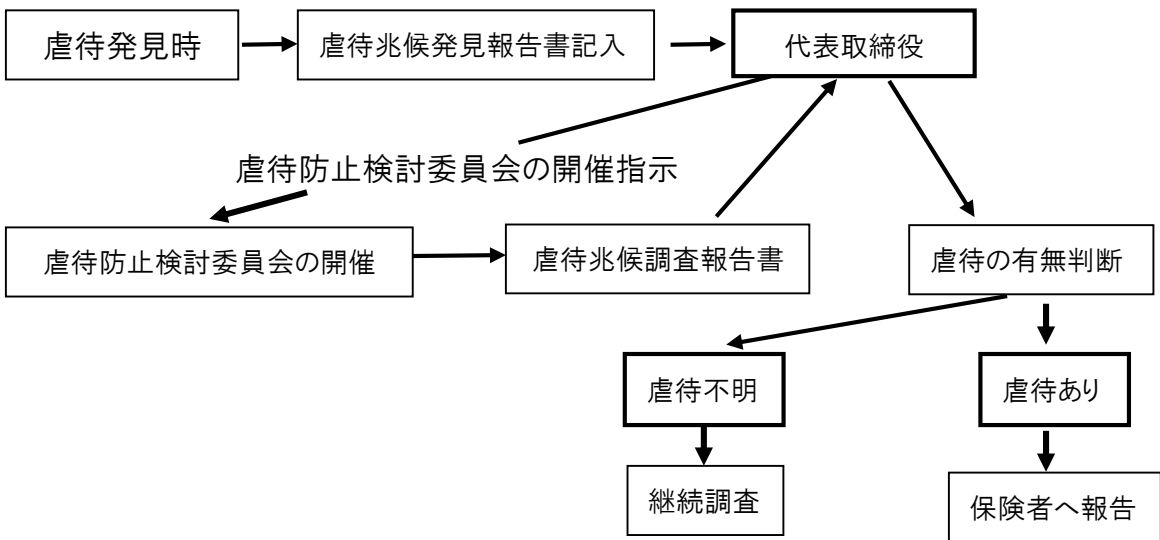 虐待発見時
虐待兆候発見報告書記入
代表取締役
虐待防止検討委員会の開催指示
虐待防止検討委員会の開催
虐待兆候調査報告書
虐待の有無判断
虐待不明
虐待あり
継続調査
保険者へ報告